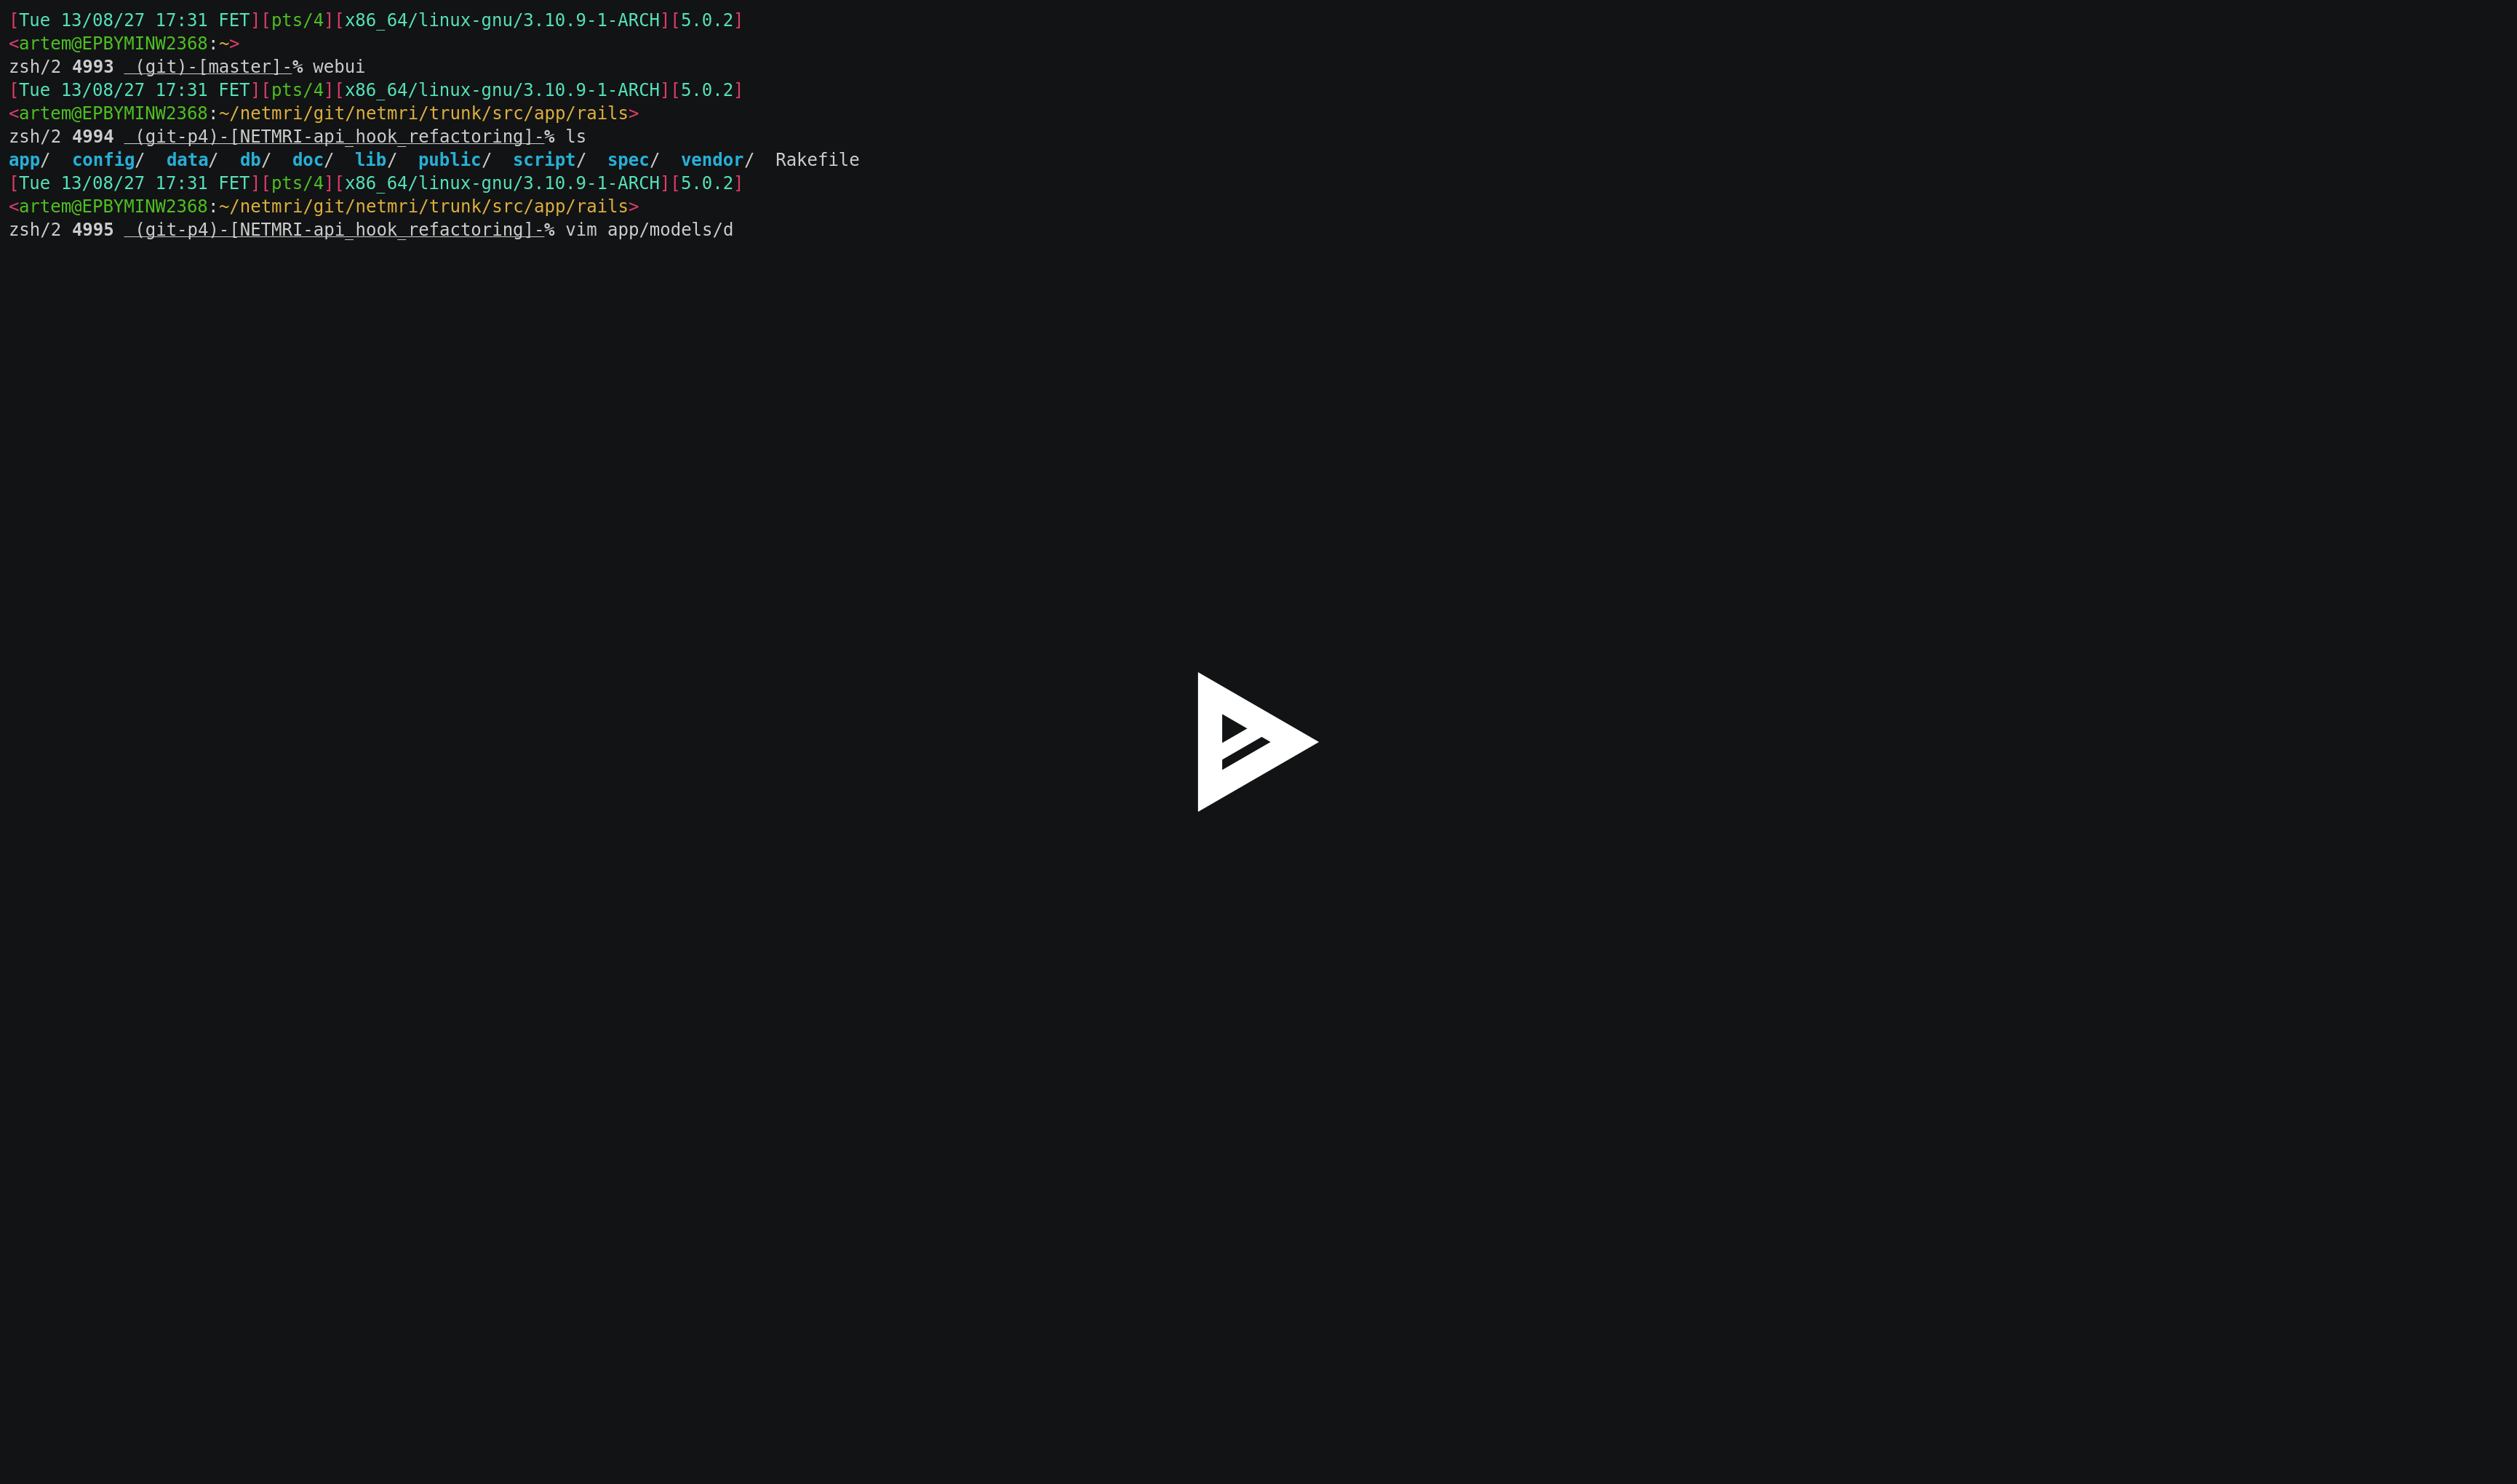 [Tue 13/08/27 17:31 FET][pts/4][x86_64/linux-gnu/3.10.9-1-ARCH][5.0.2]
<artem@EPBYMINW2368:~>
zsh/2 4993  (git)-[master]-% webui
[Tue 13/08/27 17:31 FET][pts/4][x86_64/linux-gnu/3.10.9-1-ARCH][5.0.2]
<artem@EPBYMINW2368:~/netmri/git/netmri/trunk/src/app/rails>
zsh/2 4994  (git-p4)-[NETMRI-api_hook_refactoring]-% ls
app/  config/  data/  db/  doc/  lib/  public/  script/  spec/  vendor/  Rakefile
[Tue 13/08/27 17:31 FET][pts/4][x86_64/linux-gnu/3.10.9-1-ARCH][5.0.2]
<artem@EPBYMINW2368:~/netmri/git/netmri/trunk/src/app/rails>
zsh/2 4995  (git-p4)-[NETMRI-api_hook_refactoring]-% vim app/models/d